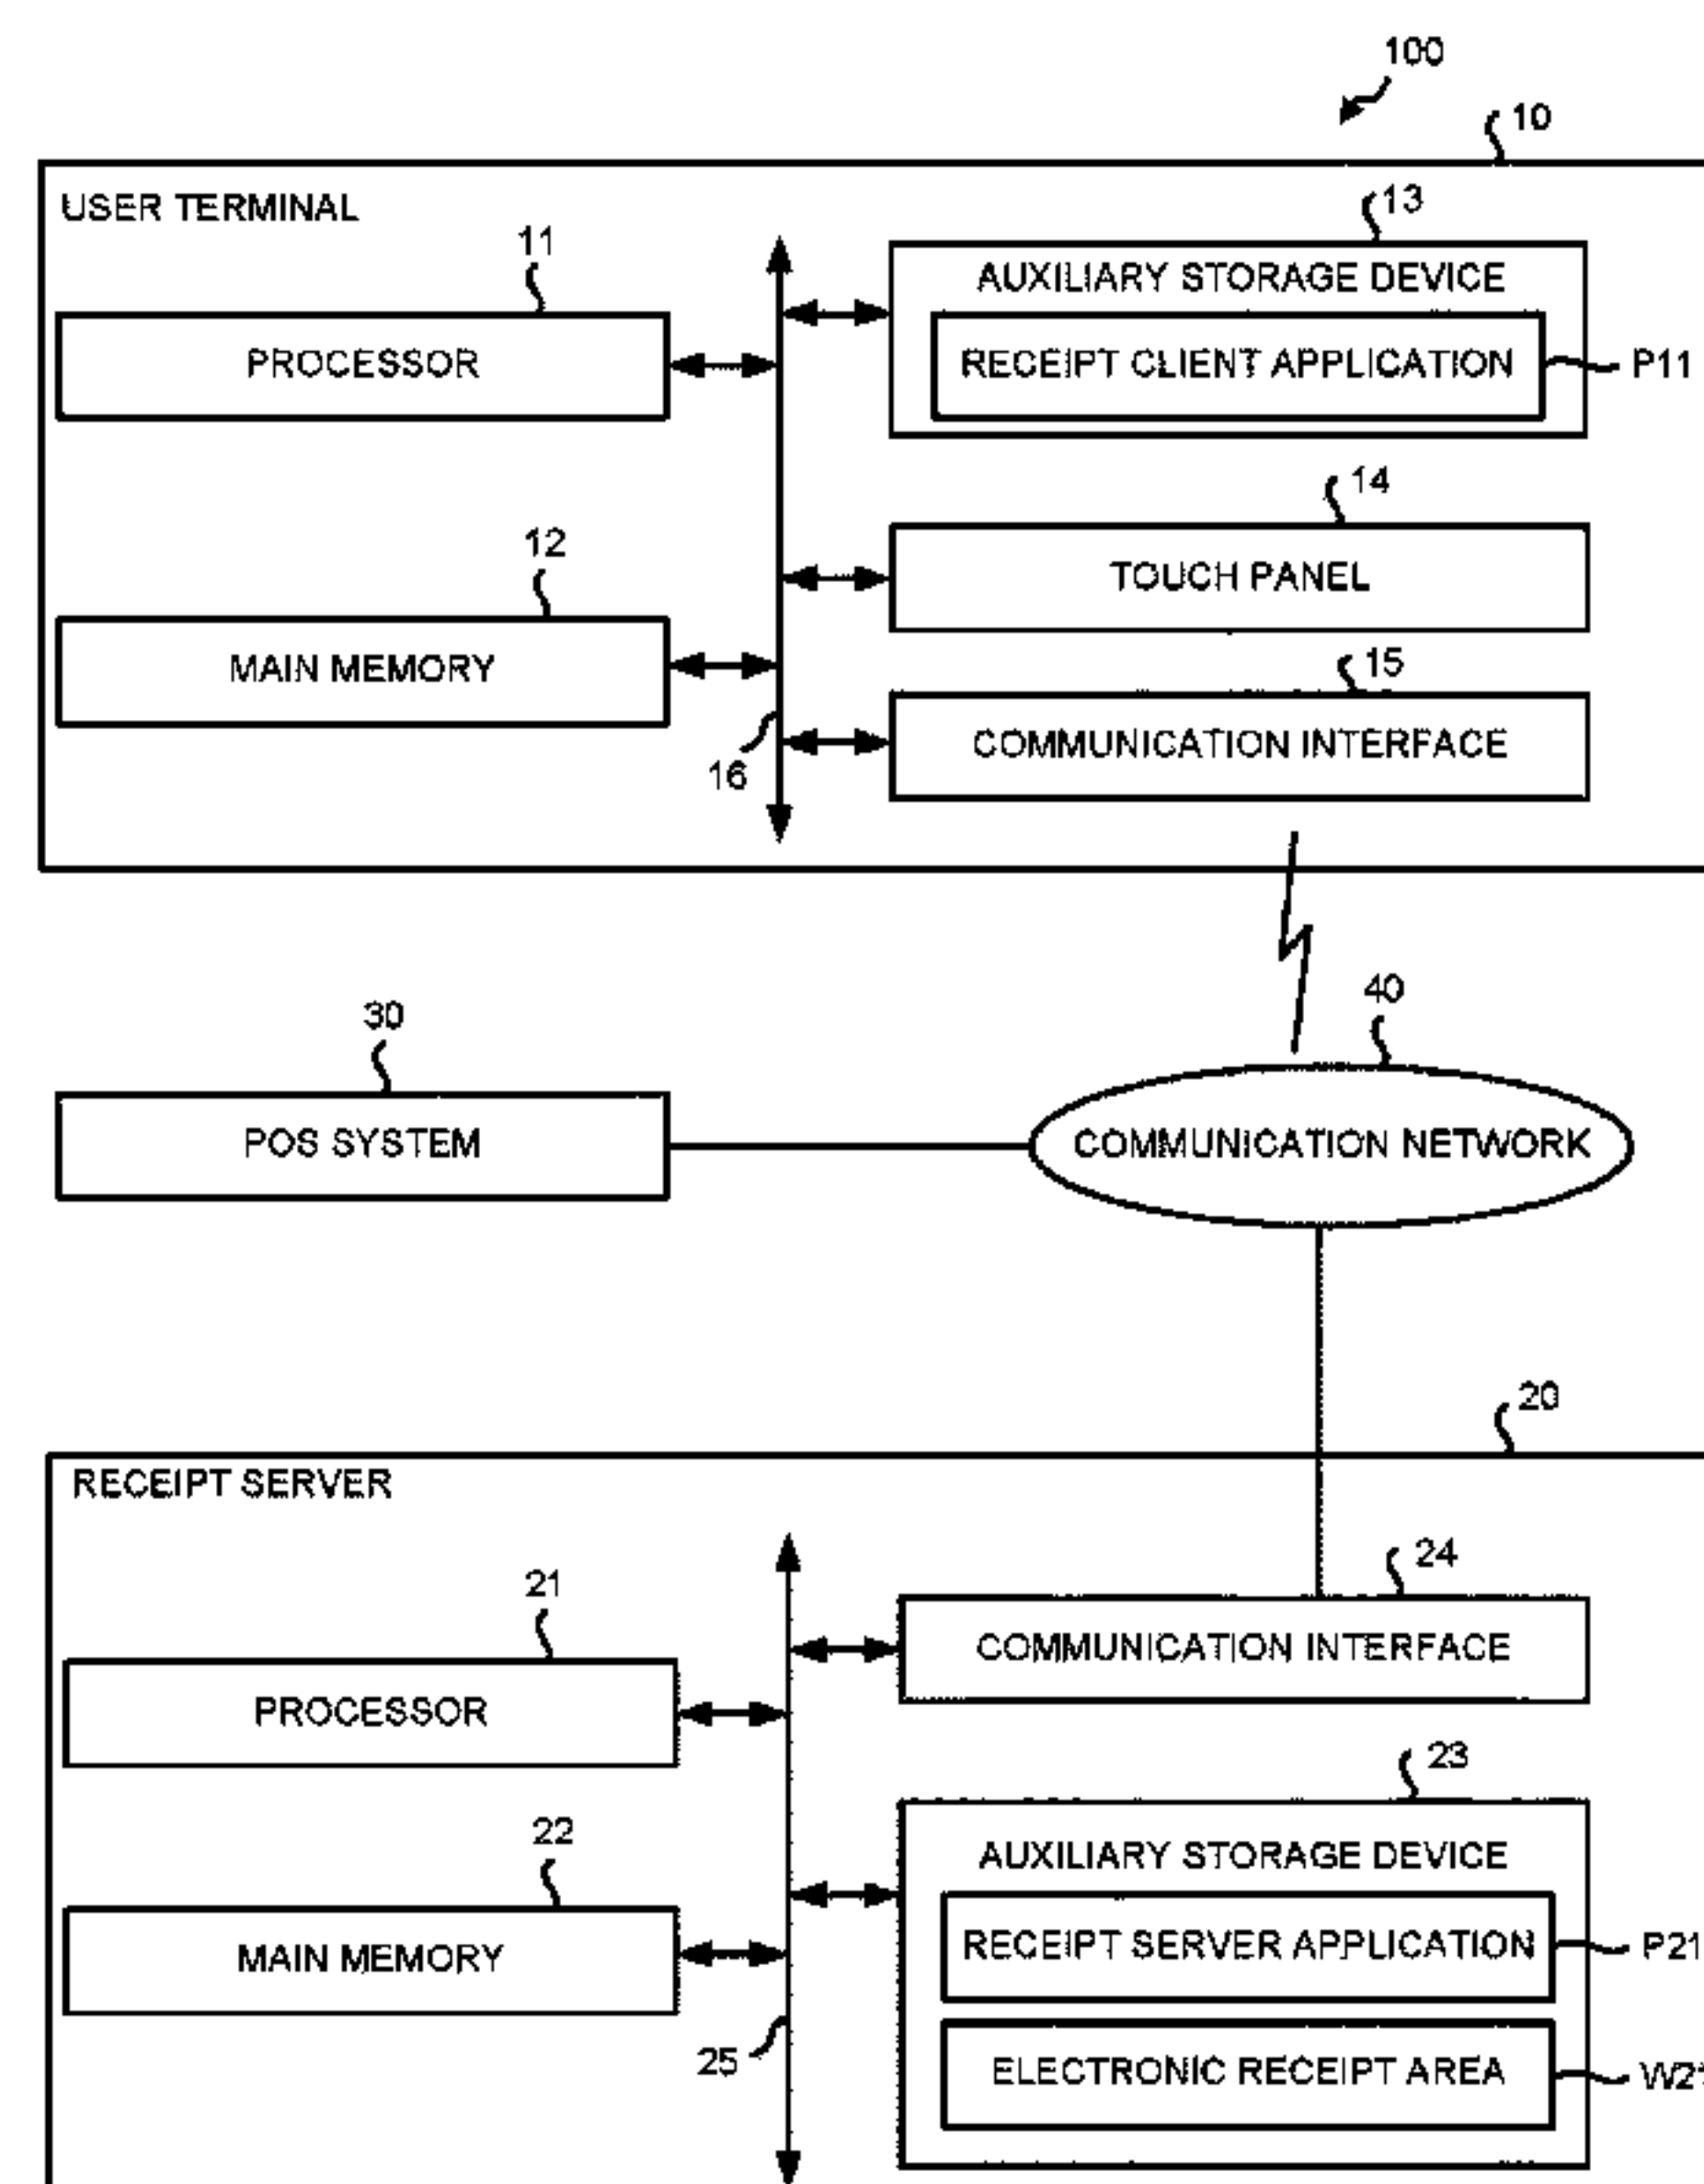 100
10
USER TERMINAL
13
11
AUXILIARY STORAGE DEVICE
PROCESSOR
RECEIPT CLIENT APPLICATION
P11
14
12
TOUCH PANEL
MAIN MEMORY
15
16
COMMUNICATION INTERFACE
30
40
POS SYSTEM
COMMUNICATION NETWORK
20
RECEIPT SERVER
24
21
COMMUNICATION INTERFACE
PROCESSOR
23
22
AUXILIARY STORAGE DEVICE
MAIN MEMORY
RECEIPT SERVER APPLICATION
P21
25
ELECTRONIC RECEIPT AREA